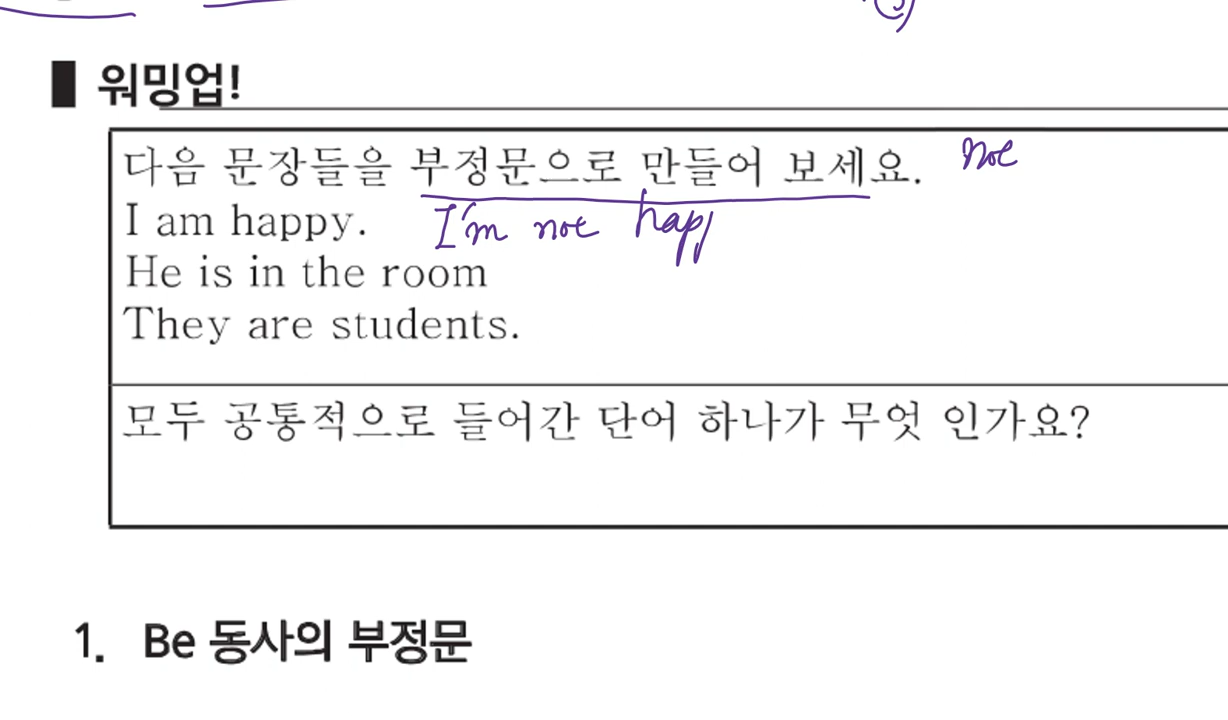 워밍업!
다음 문장들을 부정문으로 만들어 보세요. not
I am happy. I'm not hap
He is in the room
They are students.
모두 공통적으로 들어간 단어 하나가 무엇 인가요?
1. Be 동사의 부정문